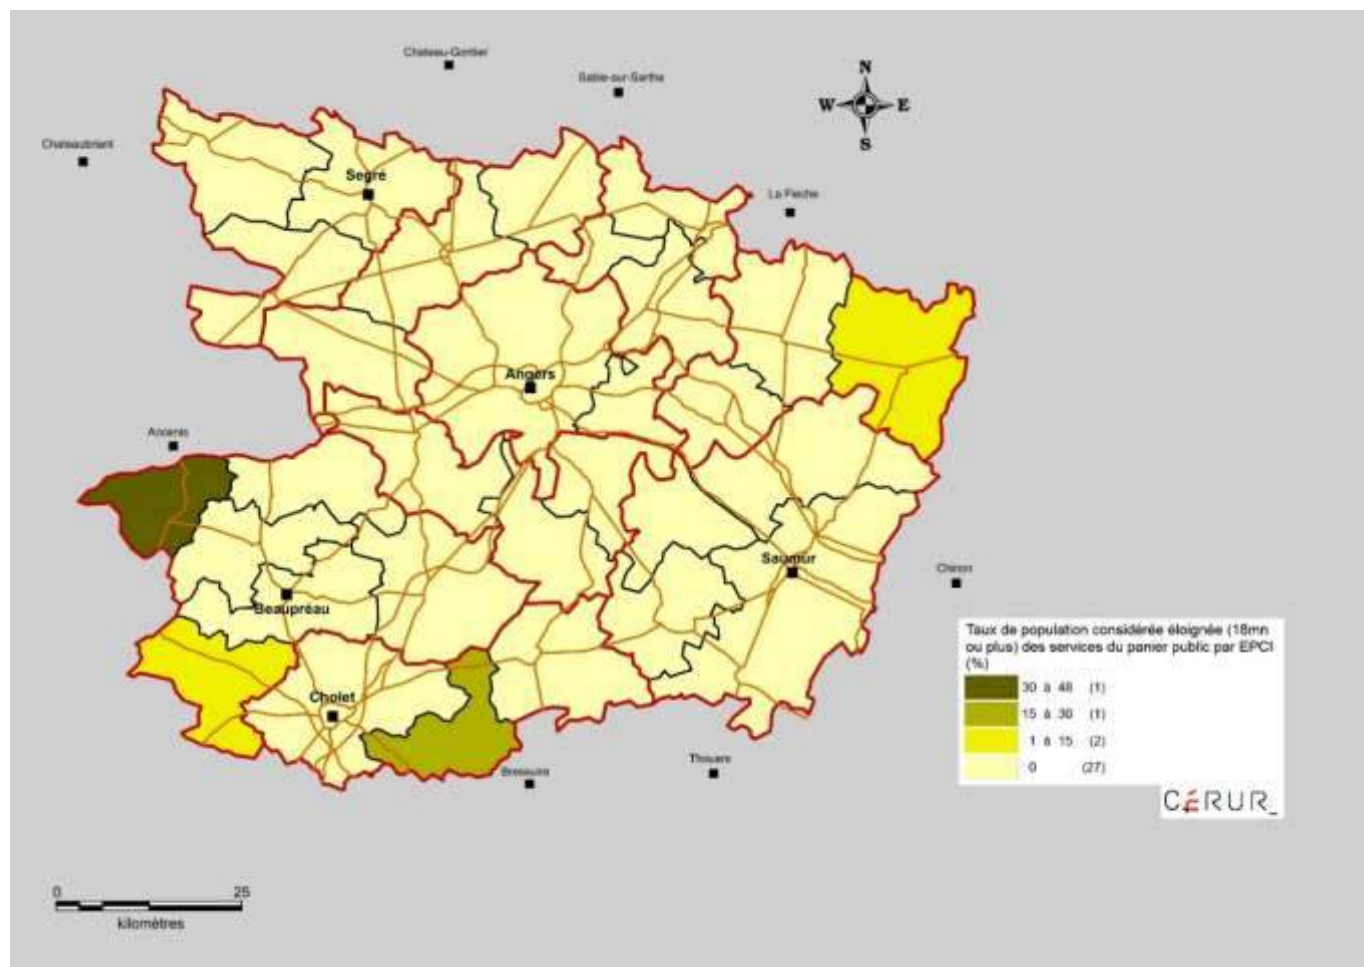 Chateau-Gontier
Sable-sur-Sarthe
N
W E
S
Chateaubriant
Segré
La Fleche
Angers
Ancenis
Saumur
Chinon
Beaupréau
Taux de population considérée éloignée (18mn
ou plus) des services du panier public par EPCI
(%)
30 à 48 (1)
15 à 30 (1)
1 à 15 (2)
0 (27)
Cholet
Thouars
Bressuire
CÉRUR_
0 25
kilomètres